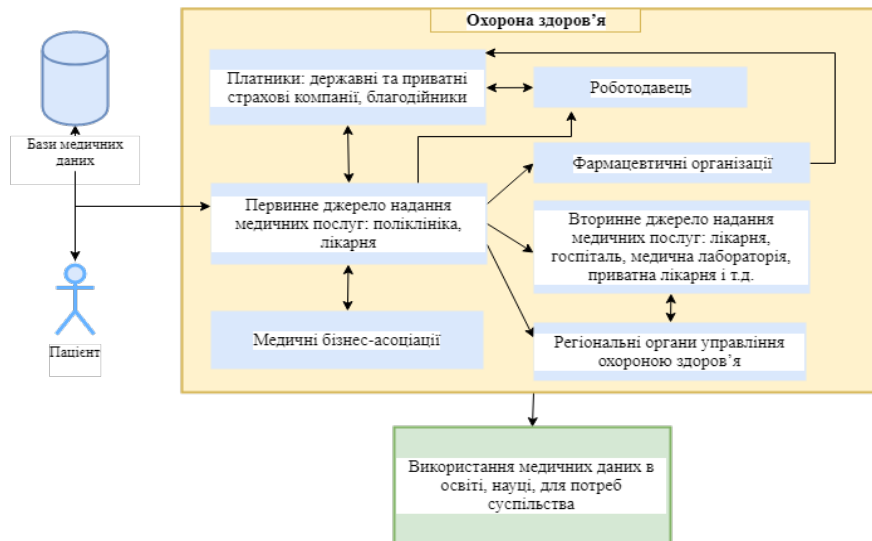 Охорона здоров’я
Платники: державні та приватні
страхові компанії, благодійники
Роботодавець
Бази медичних
даних
Фармацевтичні організації
Первинне джерело надання
медичних послуг: поліклініка,
лікарня
Вторинне джерело надання
медичних послуг: лікарня,
госпіталь, медична лабораторія,
приватна лікарня і т.д.
Медичні бізнес-асоціації
Регіональні органи управління
охороною здоров’я
Пацієнт
Використання медичних даних в
освіті, науці, для потреб
суспільства